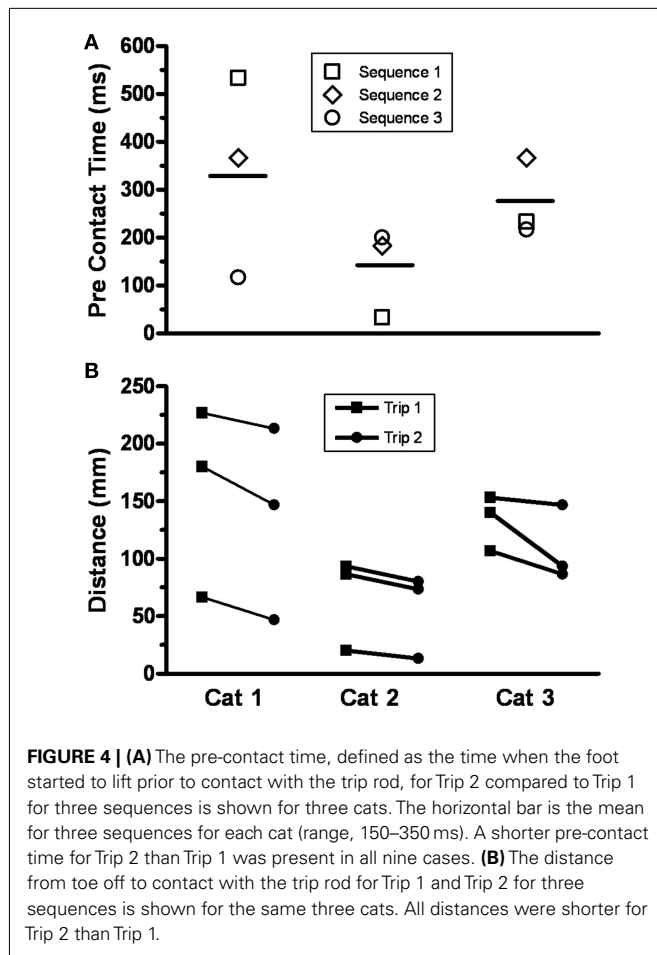 A
600
500
400
300
200
100
0
Pre Contact Time (ms)
Sequence 1
Sequence 2
Sequence 3
B
250
200
150
100
50
0
Distance (mm)
Trip 1
Trip 2
Cat 1 Cat 2 Cat 3
FIGURE 4 | (A) The pre-contact time, defined as the time when the foot
started to lift prior to contact with the trip rod, for Trip 2 compared to Trip 1
for three sequences is shown for three cats. The horizontal bar is the mean
for three sequences for each cat (range, 150–350 ms). A shorter pre-contact
time for Trip 2 than Trip 1 was present in all nine cases. (B) The distance
from toe off to contact with the trip rod for Trip 1 and Trip 2 for three
sequences is shown for the same three cats. All distances were shorter for
Trip 2 than Trip 1.